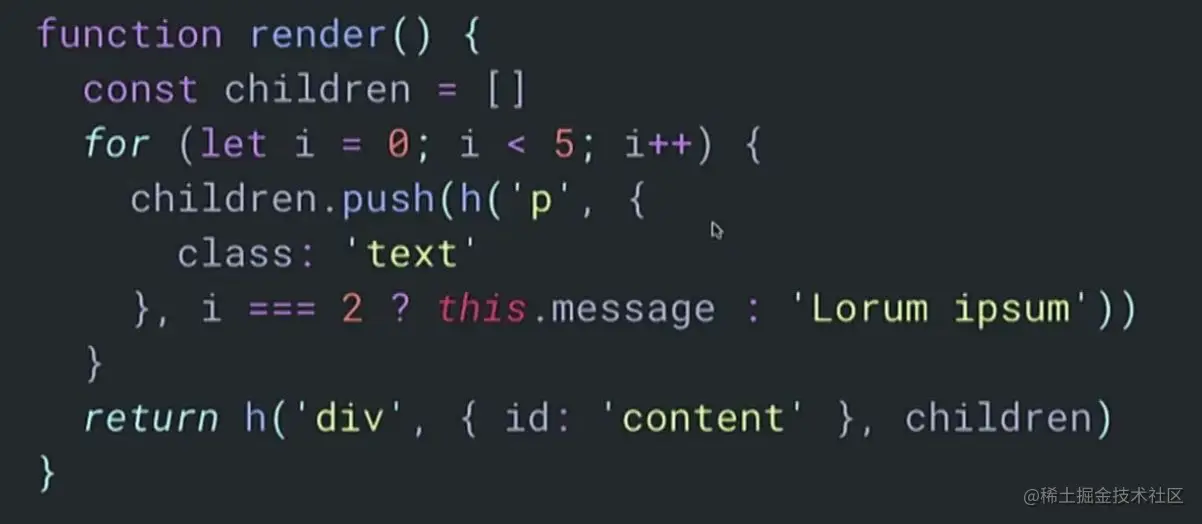 function render() {
const children = []
for (let i = 0; i < 5; i++) {
children.push(h('p', {
class: 'text'
}, i === 2 ? this.message : 'Lorum ipsum'))
}
return h('div', { id: 'content' }, children)
}
@稀土掘金技术社区